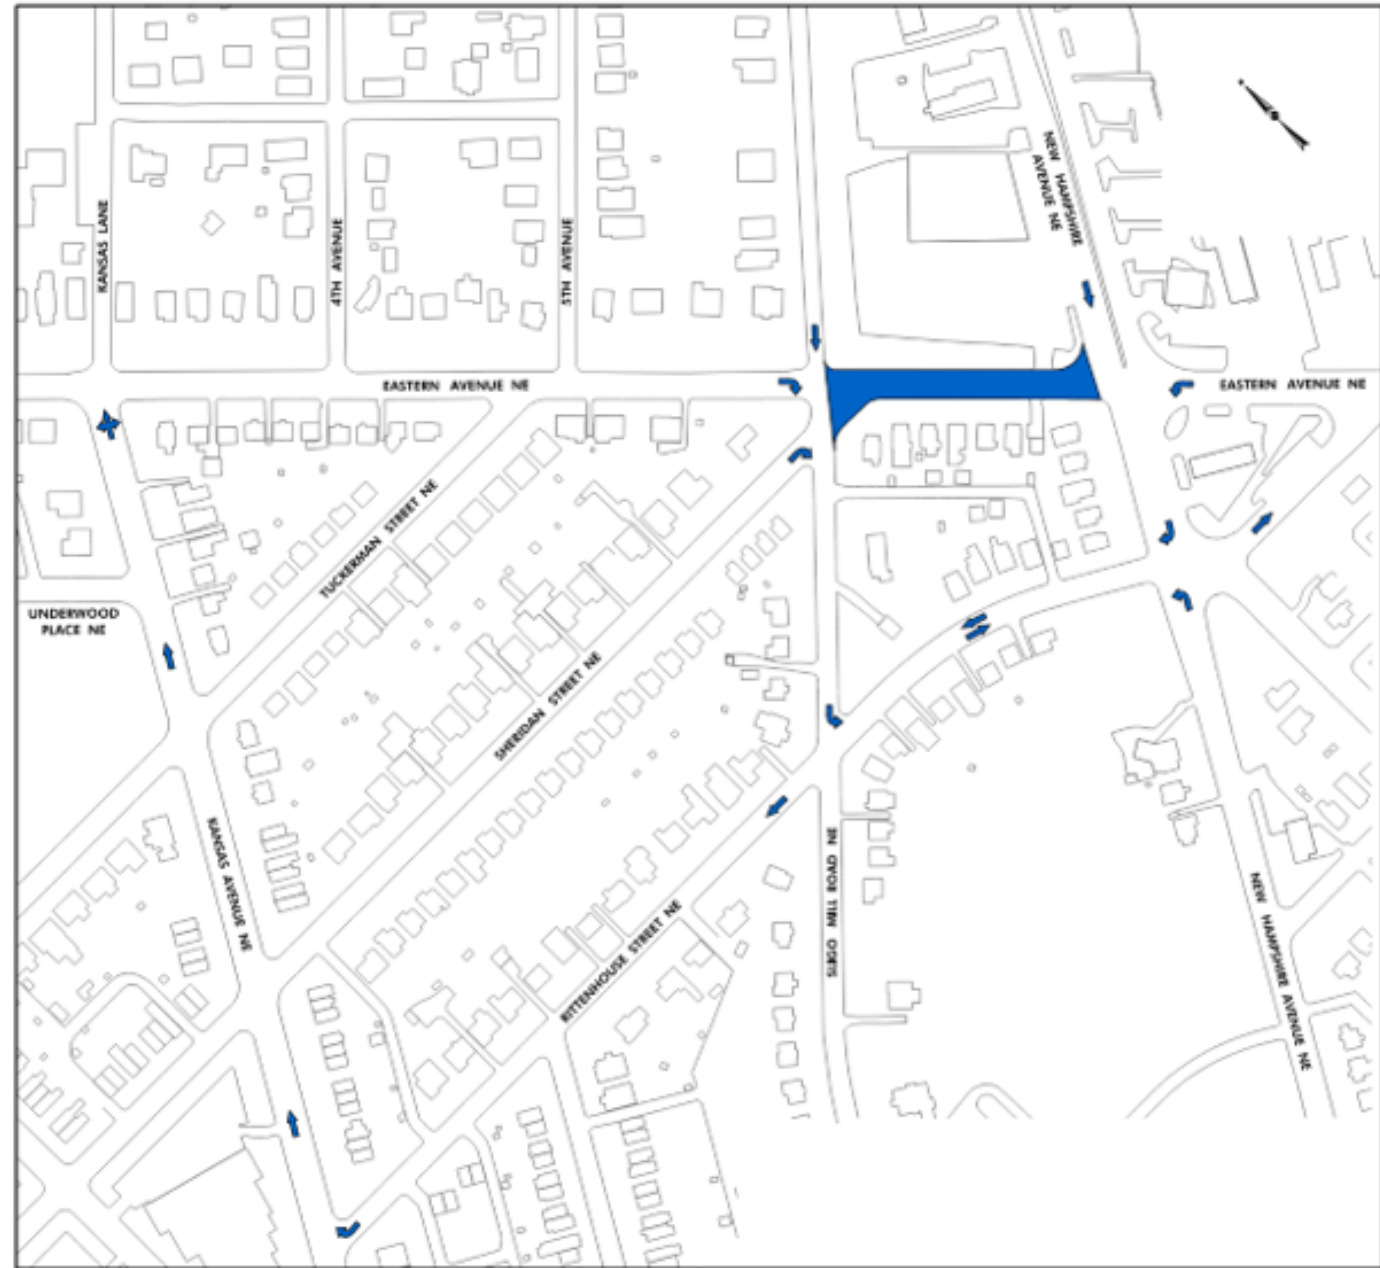 NEW HAMPSHIRE
AVENUE NE
KANSAS LANE
4TH AVENUE
5TH AVENUE
EASTERN AVENUE NE
EASTERN AVENUE NE
TUCKERMAN STREET NE
UNDERWOOD
PLACE NE
SHERIDAN STREET NE
KANSAS AVENUE NE
SLIGO MILL ROAD NE
RITTENHOUSE STREET NE
NEW HAMPSHIRE AVENUE NE